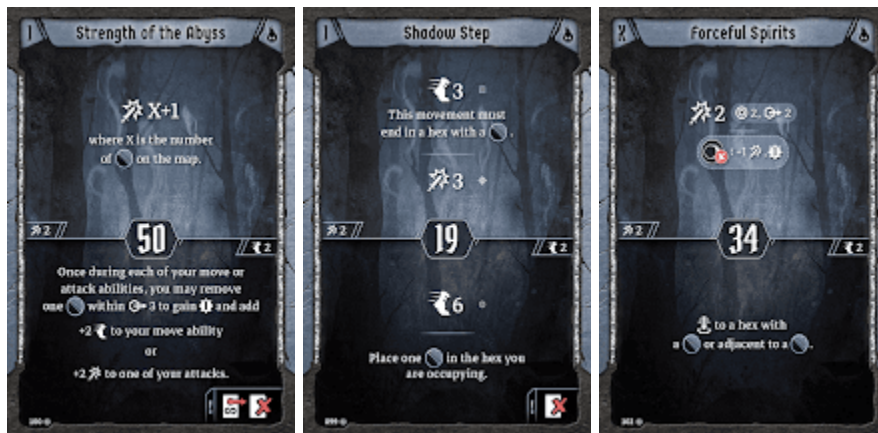 I
Strength of the Abyss
X+1
where X is the number
of on the map.
2
50
2
Once during each of your move or
attack abilities, you may remove
one within 3 to gain and add
+2 to your move ability
or
+2 to one of your attacks.
I
Shadow Step
3
This movement must
end in a hex with a .
3
2
19
2
6
Place one in the hex you
are occupying.
X
Forceful Spirits
2 2, 2
: +1 ,
2
34
2
to a hex with
a or adjacent to a .